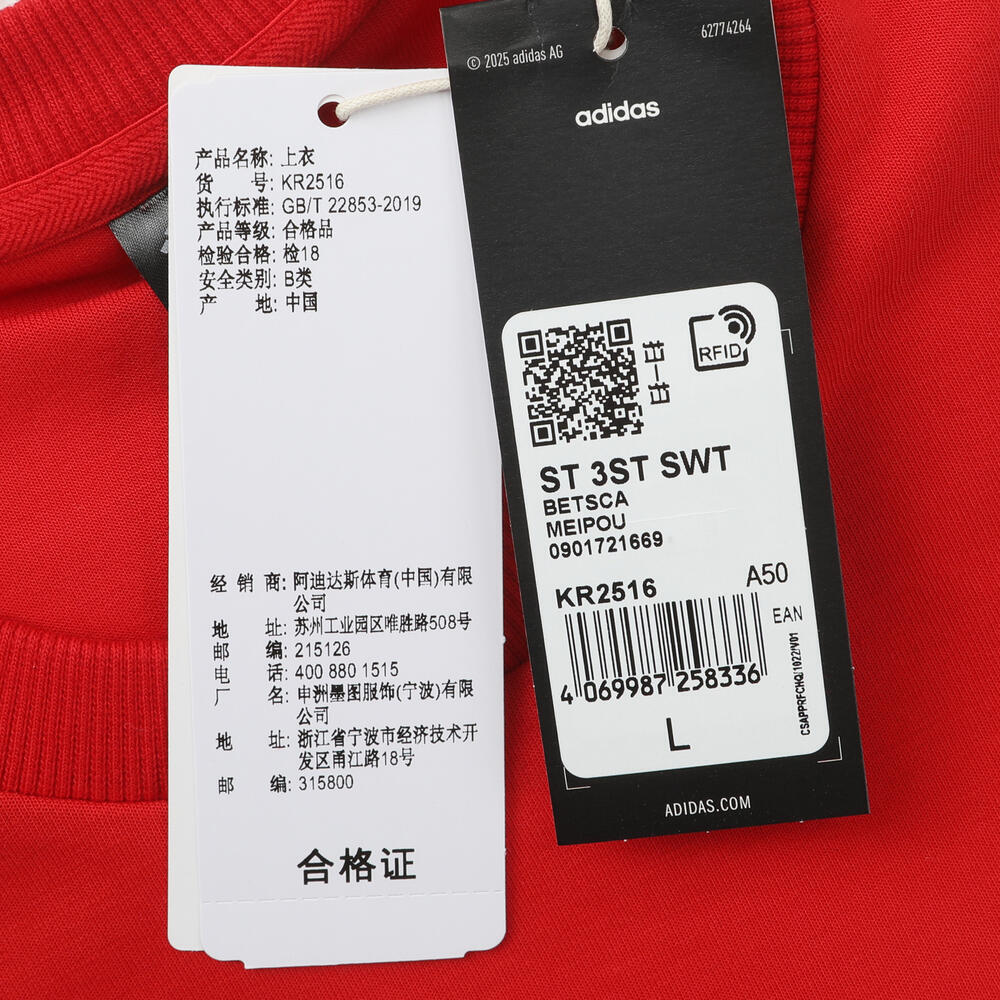 产品名称: 上衣
货 号: KR2516
执行标准: GB/T 22853-2019
产品等级: 合格品
检验合格: 检18
安全类别: B类
产 地: 中国
经 销 商: 阿迪达斯体育(中国)有限
公司
地 址: 苏州工业园区唯胜路508号
邮 编: 215126
电 话: 400 880 1515
厂 名: 申洲墨图服饰(宁波)有限
公司
地 址: 浙江省宁波市经济技术开
发区甬江路18号
邮 编: 315800
合格证
© 2025 adidas AG
62774264
adidas
RFID
扫一扫
ST 3ST SWT
BETSCA
MEIPOU
0901721669
KR2516
A50
EAN
4 069987 258336
CSAPPRFCHQ/1022/V01
L
ADIDAS.COM